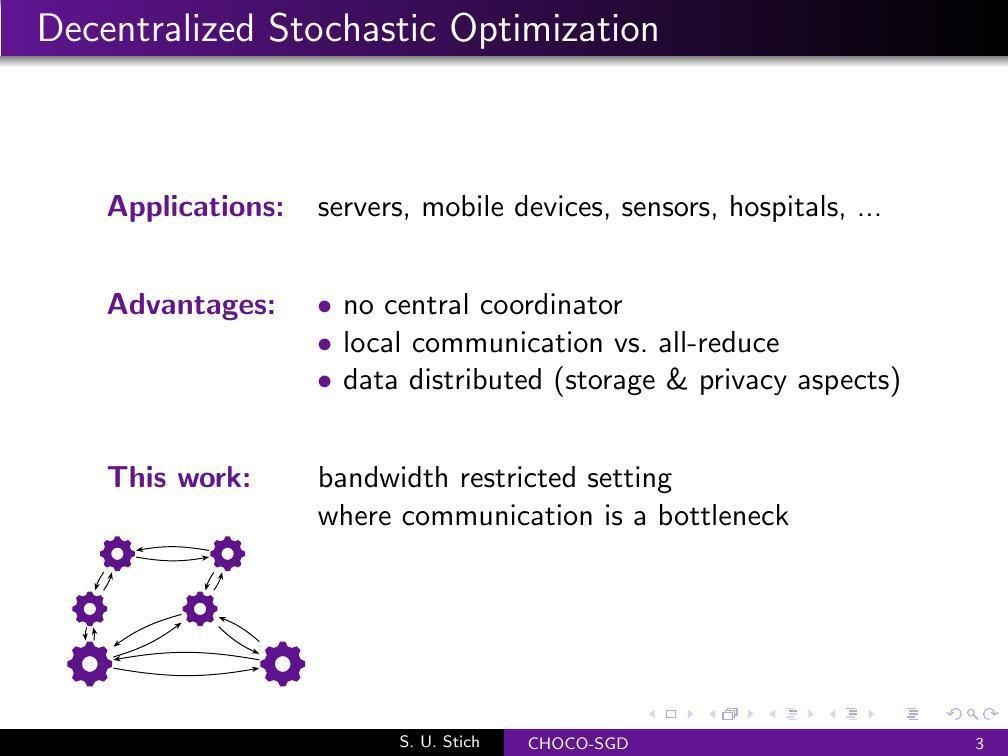 Decentralized Stochastic Optimization
Applications: servers, mobile devices, sensors, hospitals, ...
Advantages: • no central coordinator
• local communication vs. all-reduce
• data distributed (storage & privacy aspects)
This work: bandwidth restricted setting
where communication is a bottleneck
S. U. Stich CHOCO-SGD 3